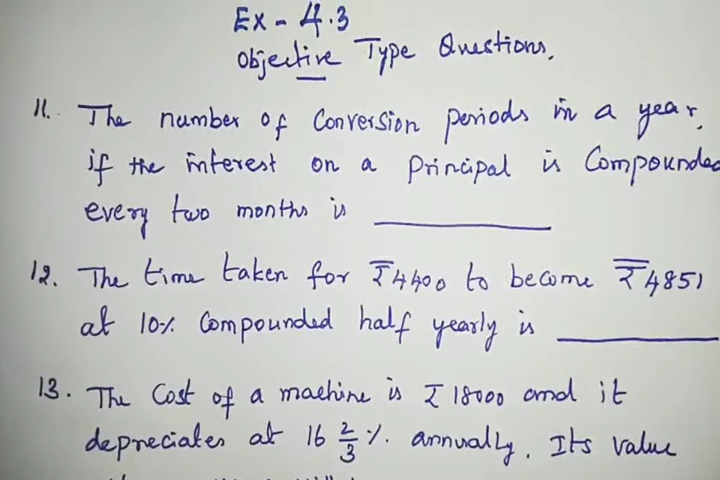 Ex - 4.3
Objective Type Questions.
11. The number of Conversion periods in a year,
if the interest on a principal is Compounded
every two months is ________
12. The time taken for ₹4400 to become ₹4851
at 10% Compounded half yearly is ________
13. The Cost of a machine is ₹18000 and it
depreciates at 16 2/3 %. annually. Its value